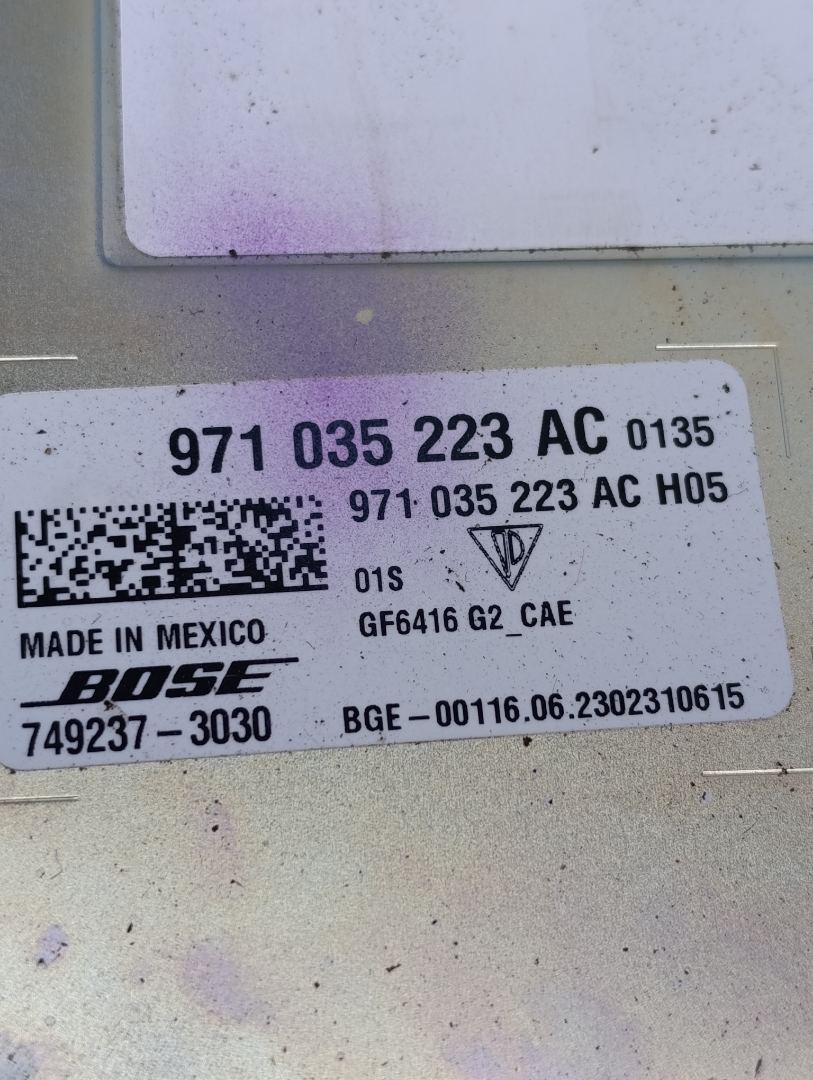 971 035 223 AC 0135
971 035 223 AC H05
01S
GF6416 G2_CAE
MADE IN MEXICO
BOSE
749237-3030
BGE-00116.06.2302310615